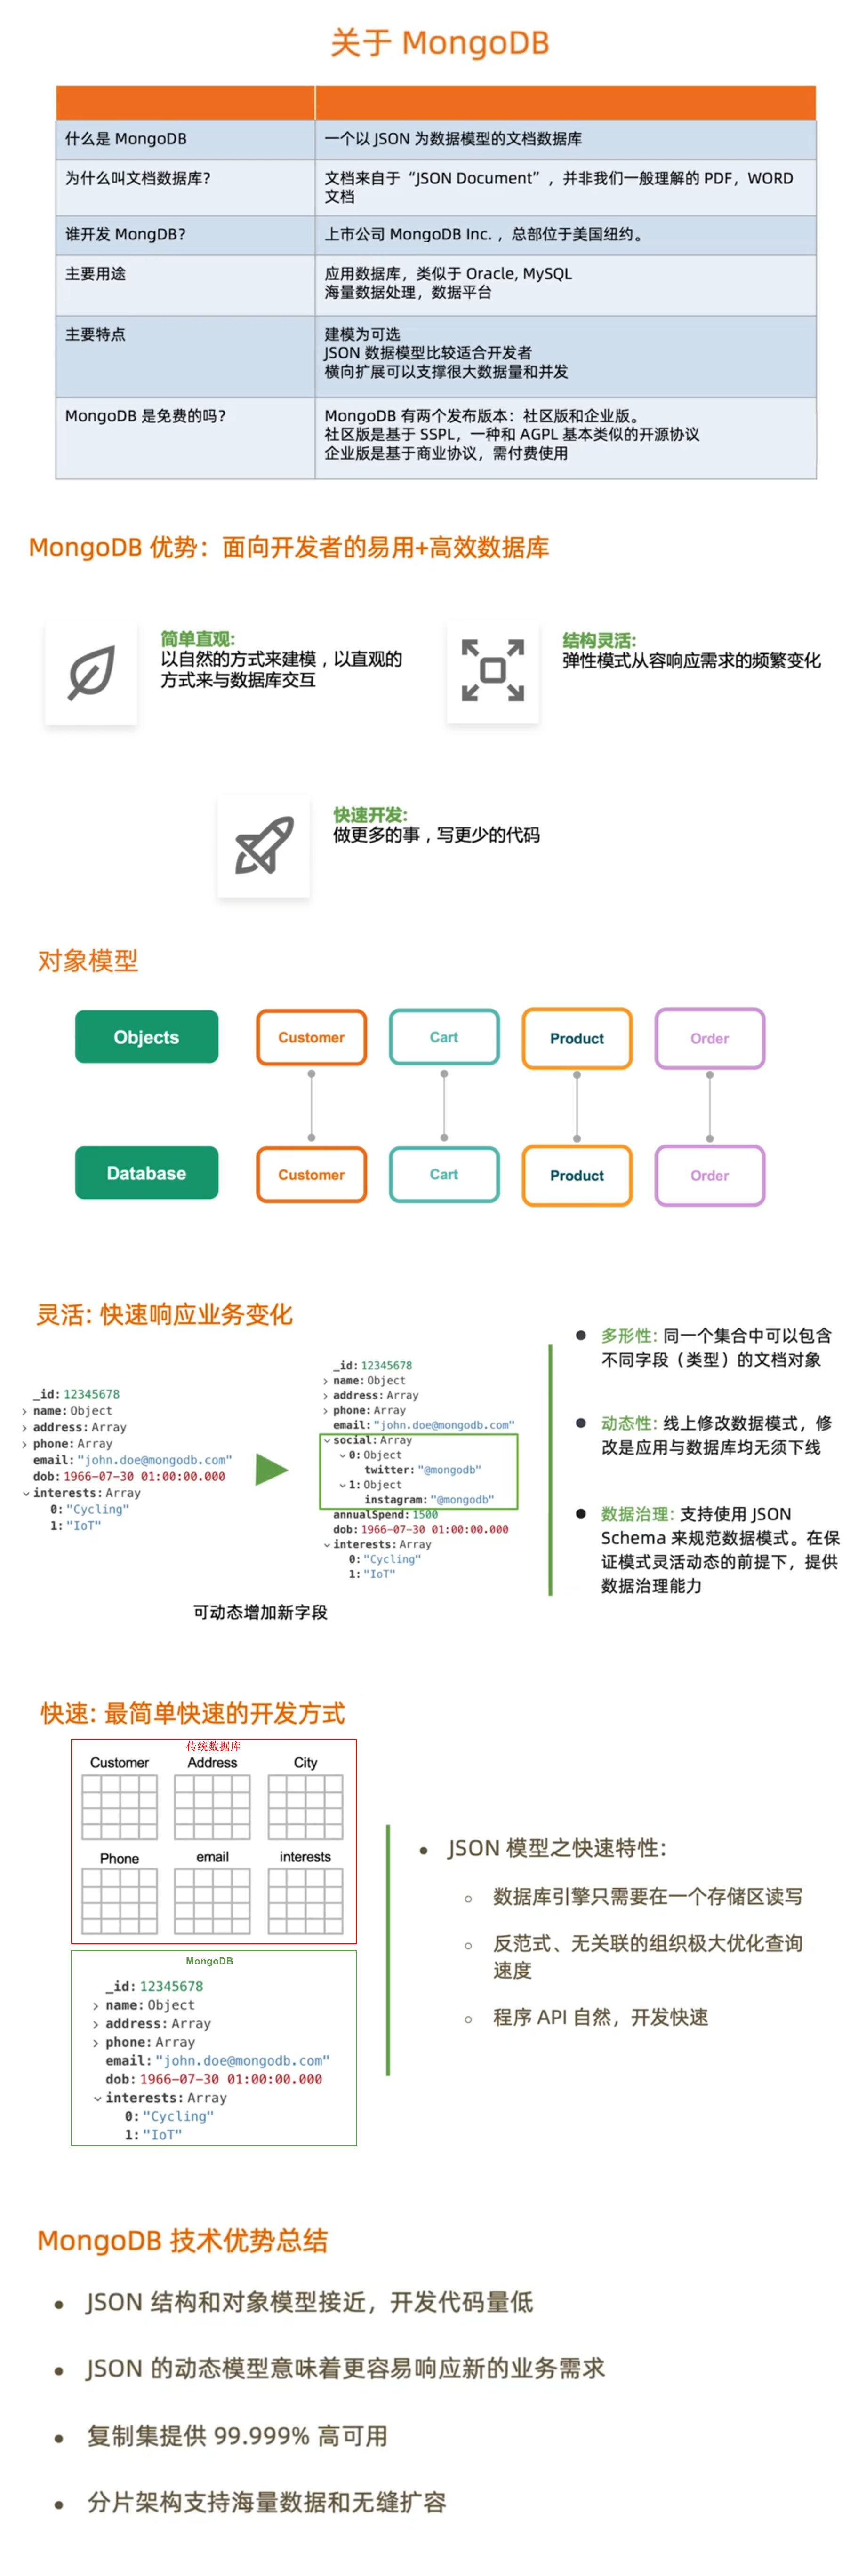 关于 MongoDB
什么是 MongoDB
一个以 JSON 为数据模型的文档数据库
为什么叫文档数据库?
文档来自于“JSON Document”，并非我们一般理解的 PDF，WORD
文档
谁开发 MongDB?
上市公司 MongoDB Inc.，总部位于美国纽约。
主要用途
应用数据库，类似于 Oracle, MySQL
海量数据处理，数据平台
主要特点
建模为可选
JSON 数据模型比较适合开发者
横向扩展可以支撑很大数据量和并发
MongoDB 是免费的吗?
MongoDB 有两个发布版本：社区版和企业版。
社区版是基于 SSPL，一种和 AGPL 基本类似的开源协议
企业版是基于商业协议，需付费使用
MongoDB 优势：面向开发者的易用+高效数据库
简单直观:
以自然的方式来建模，以直观的
方式来与数据库交互
结构灵活:
弹性模式从容响应需求的频繁变化
快速开发:
做更多的事，写更少的代码
对象模型
Objects
Customer
Cart
Product
Order
Database
Customer
Cart
Product
Order
灵活: 快速响应业务变化
_id: 12345678
> name: Object
> address: Array
> phone: Array
email: "john.doe@mongodb.com"
dob: 1966-07-30 01:00:00.000
interests: Array
0: "Cycling"
1: "IoT"
_id: 12345678
> name: Object
> address: Array
> phone: Array
email: "john.doe@mongodb.com"
social: Array
0: Object
twitter: "@mongodb"
1: Object
instagram: "@mongodb"
annualSpend: 1500
dob: 1966-07-30 01:00:00.000
interests: Array
0: "Cycling"
1: "IoT"
可动态增加新字段
● 多形性: 同一个集合中可以包含
不同字段（类型）的文档对象
● 动态性: 线上修改数据模式，修
改是应用与数据库均无须下线
● 数据治理: 支持使用 JSON
Schema 来规范数据模式。在保
证模式灵活动态的前提下，提供
数据治理能力
快速: 最简单快速的开发方式
传统数据库
Customer
Address
City
Phone
email
interests
MongoDB
_id: 12345678
> name: Object
> address: Array
> phone: Array
email: "john.doe@mongodb.com"
dob: 1966-07-30 01:00:00.000
interests: Array
0: "Cycling"
1: "IoT"
● JSON 模型之快速特性:
○ 数据库引擎只需要在一个存储区读写
○ 反范式、无关联的组织极大优化查询
速度
○ 程序 API 自然，开发快速
MongoDB 技术优势总结
● JSON 结构和对象模型接近，开发代码量低
● JSON 的动态模型意味着更容易响应新的业务需求
● 复制集提供 99.999% 高可用
● 分片架构支持海量数据和无缝扩容